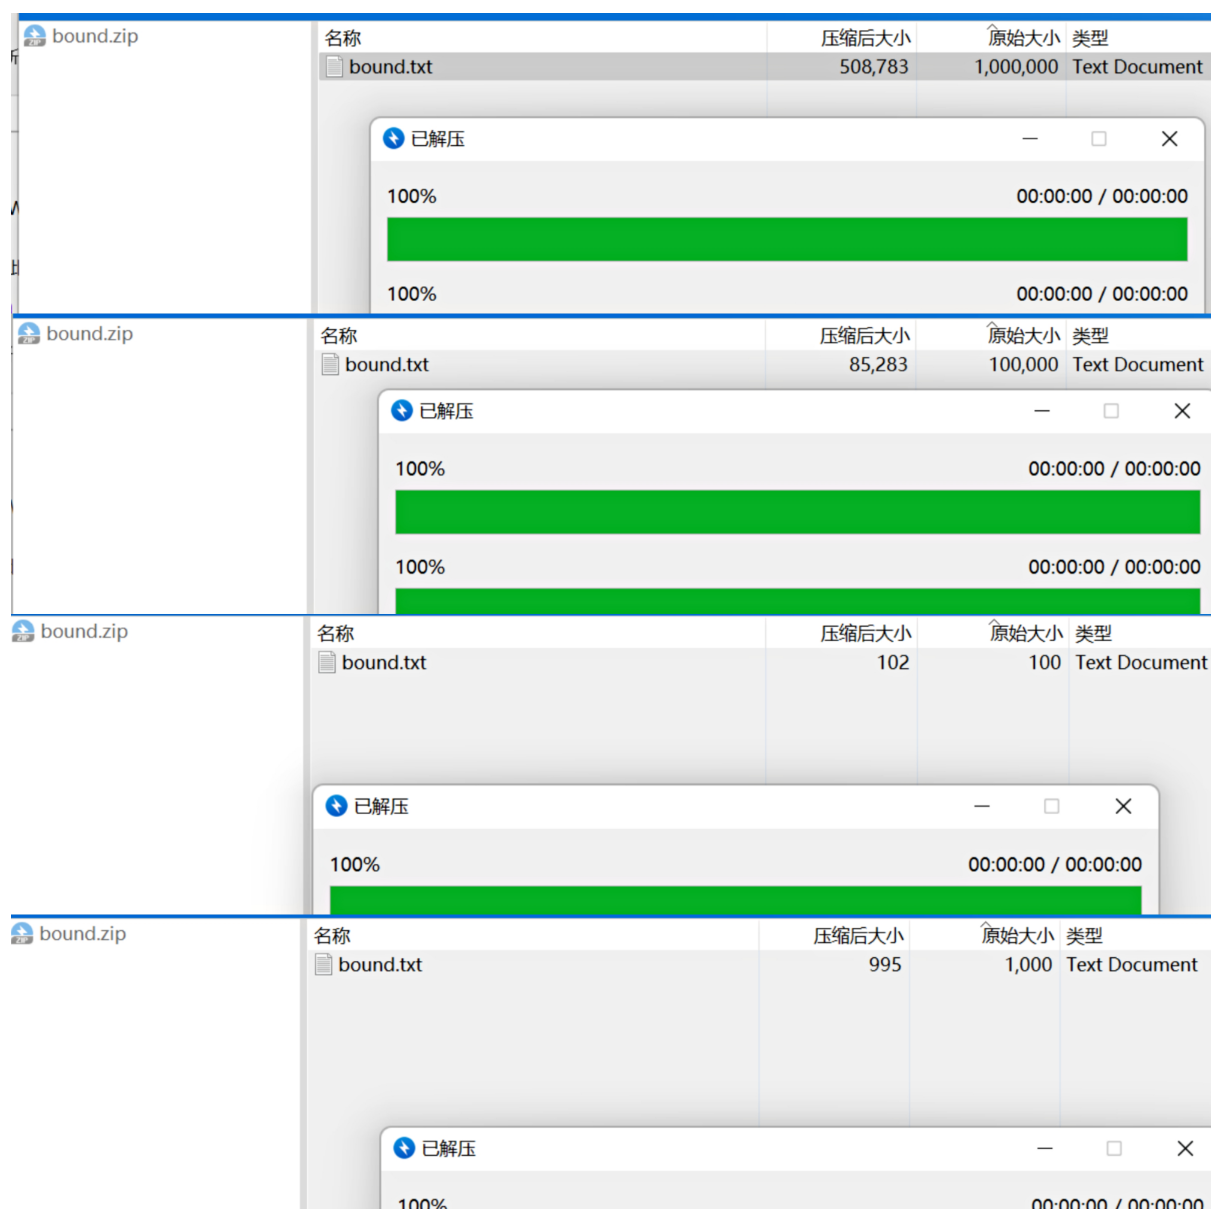 bound.zip
名称 压缩后大小 原始大小 类型
bound.txt 508,783 1,000,000 Text Document
已解压
100% 00:00:00 / 00:00:00
100% 00:00:00 / 00:00:00
bound.zip
名称 压缩后大小 原始大小 类型
bound.txt 85,283 100,000 Text Document
已解压
100% 00:00:00 / 00:00:00
100% 00:00:00 / 00:00:00
bound.zip
名称 压缩后大小 原始大小 类型
bound.txt 102 100 Text Document
已解压
100% 00:00:00 / 00:00:00
bound.zip
名称 压缩后大小 原始大小 类型
bound.txt 995 1,000 Text Document
已解压
100% 00:00:00 / 00:00:00